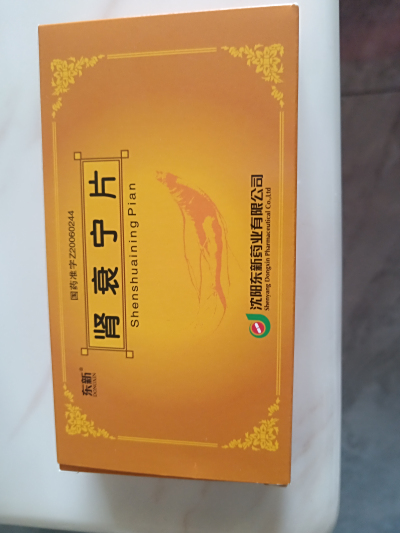 东新®
DONGXIN
国药准字Z20060244
肾衰宁片
Shenshuaining Pian
沈阳东新药业有限公司
Shenyang Dongxin Pharmaceutical Co.,Ltd